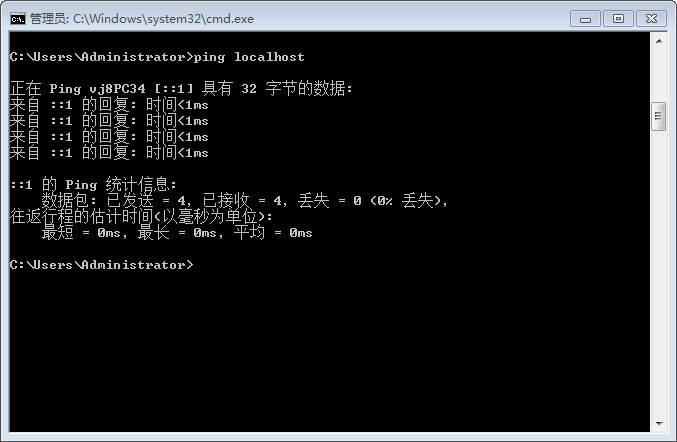 管理员: C:\Windows\system32\cmd.exe
C:\Users\Administrator>ping localhost
正在 Ping vj8PC34 [::1] 具有 32 字节的数据:
来自 ::1 的回复: 时间<1ms
来自 ::1 的回复: 时间<1ms
来自 ::1 的回复: 时间<1ms
来自 ::1 的回复: 时间<1ms
::1 的 Ping 统计信息:
数据包: 已发送 = 4, 已接收 = 4, 丢失 = 0 (0% 丢失),
往返行程的估计时间(以毫秒为单位):
最短 = 0ms, 最长 = 0ms, 平均 = 0ms
C:\Users\Administrator>